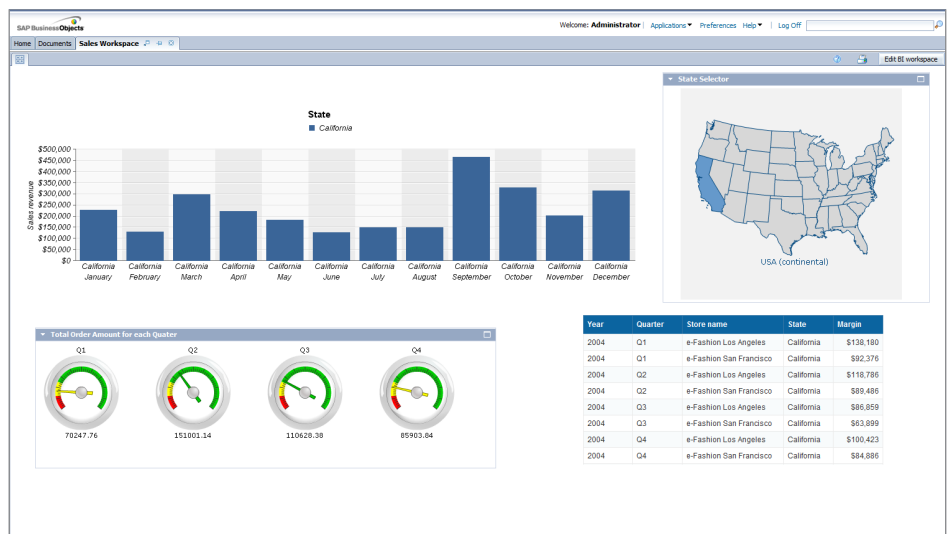 SAP BusinessObjects
Welcome: Administrator | Applications Preferences Help | Log Off
Home Documents Sales Workspace
Edit BI workspace
State Selector
State
California
Sales revenue
$500,000
$450,000
$400,000
$350,000
$300,000
$250,000
$200,000
$150,000
$100,000
$50,000
$0
California California California California California California California California California California California California
January February March April May June July August September October November December
USA (continental)
Total Order Amount for each Quater
Q1 Q2 Q3 Q4
70247.76 151001.14 110628.38 85903.84
Year Quarter Store name State Margin
2004 Q1 e-Fashion Los Angeles California $138,180
2004 Q1 e-Fashion San Francisco California $92,376
2004 Q2 e-Fashion Los Angeles California $118,786
2004 Q2 e-Fashion San Francisco California $89,486
2004 Q3 e-Fashion Los Angeles California $86,859
2004 Q3 e-Fashion San Francisco California $63,899
2004 Q4 e-Fashion Los Angeles California $100,423
2004 Q4 e-Fashion San Francisco California $84,886